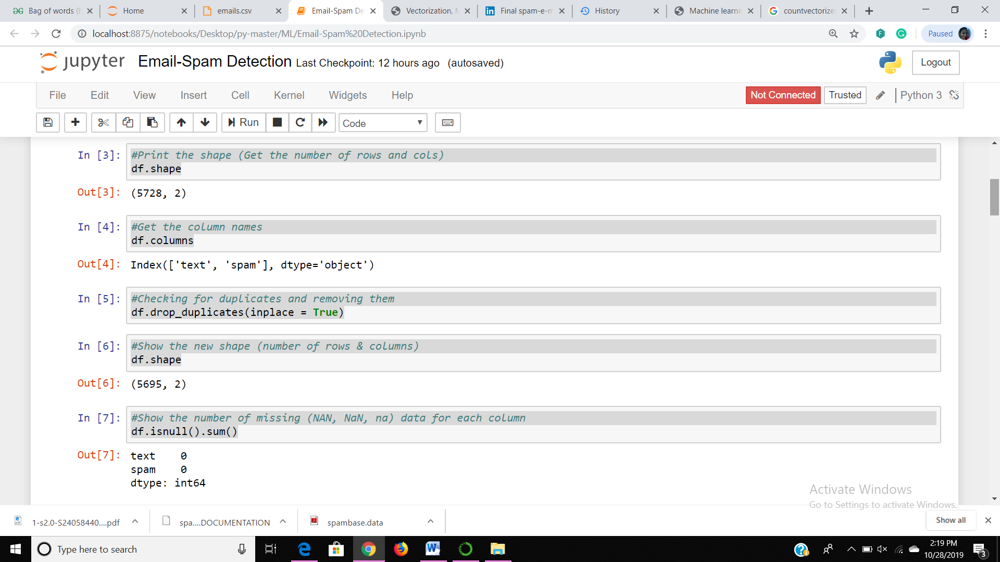 Bag of words (
Home
emails.csv
Email-Spam De
Vectorization,
Final spam-e-m
History
Machine learni
countvectorize
localhost:8875/notebooks/Desktop/py-master/ML/Email-Spam%20Detection.ipynb
Paused
jupyter Email-Spam Detection Last Checkpoint: 12 hours ago (autosaved)
Logout
File Edit View Insert Cell Kernel Widgets Help
Not Connected Trusted Python 3
Run Code
In [3]: #Print the shape (Get the number of rows and cols)
df.shape
Out[3]: (5728, 2)
In [4]: #Get the column names
df.columns
Out[4]: Index(['text', 'spam'], dtype='object')
In [5]: #Checking for duplicates and removing them
df.drop_duplicates(inplace = True)
In [6]: #Show the new shape (number of rows & columns)
df.shape
Out[6]: (5695, 2)
In [7]: #Show the number of missing (NAN, NaN, na) data for each column
df.isnull().sum()
Out[7]: text 0
spam 0
dtype: int64
Activate Windows
Go to Settings to activate Windows.
1-s2.0-S24058440....pdf
spa....DOCUMENTATION
spambase.data
Show all
Type here to search
2:19 PM
10/28/2019
3